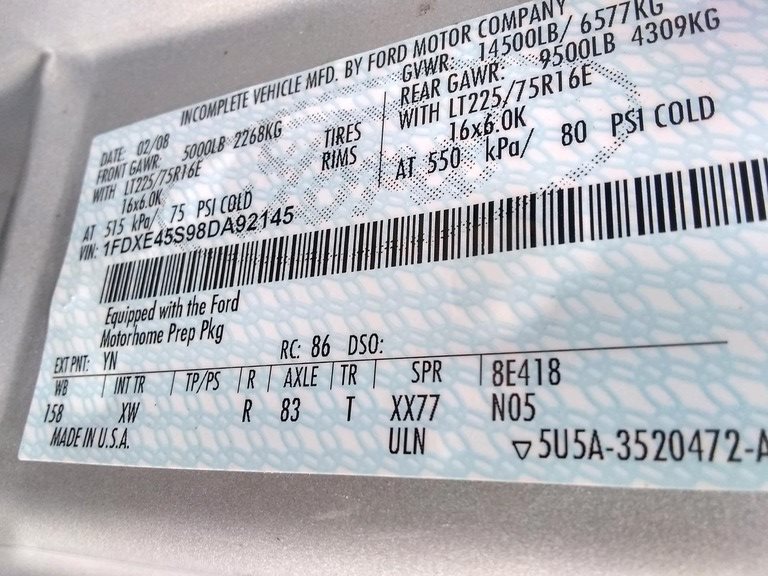 INCOMPLETE VEHICLE MFD. BY FORD MOTOR COMPANY
DATE: 02/08 GVWR: 14500LB/ 6577KG
FRONT GAWR: 5000LB 2268KG REAR GAWR: 9500LB 4309KG
WITH LT225/75R16E TIRES WITH LT225/75R16E
16x6.0K RIMS 16x6.0K
AT 515 kPa/ 75 PSI COLD AT 550 kPa/ 80 PSI COLD
VIN: 1FDXE45S98DA92145
Equipped with the Ford
Motorhome Prep Pkg
EXT PNT: YN RC: 86 DSO:
WB INT TR TP/PS R AXLE TR SPR 8E418
158 XW R 83 T XX77 N05
MADE IN U.S.A. ULN ▽5U5A-3520472-A